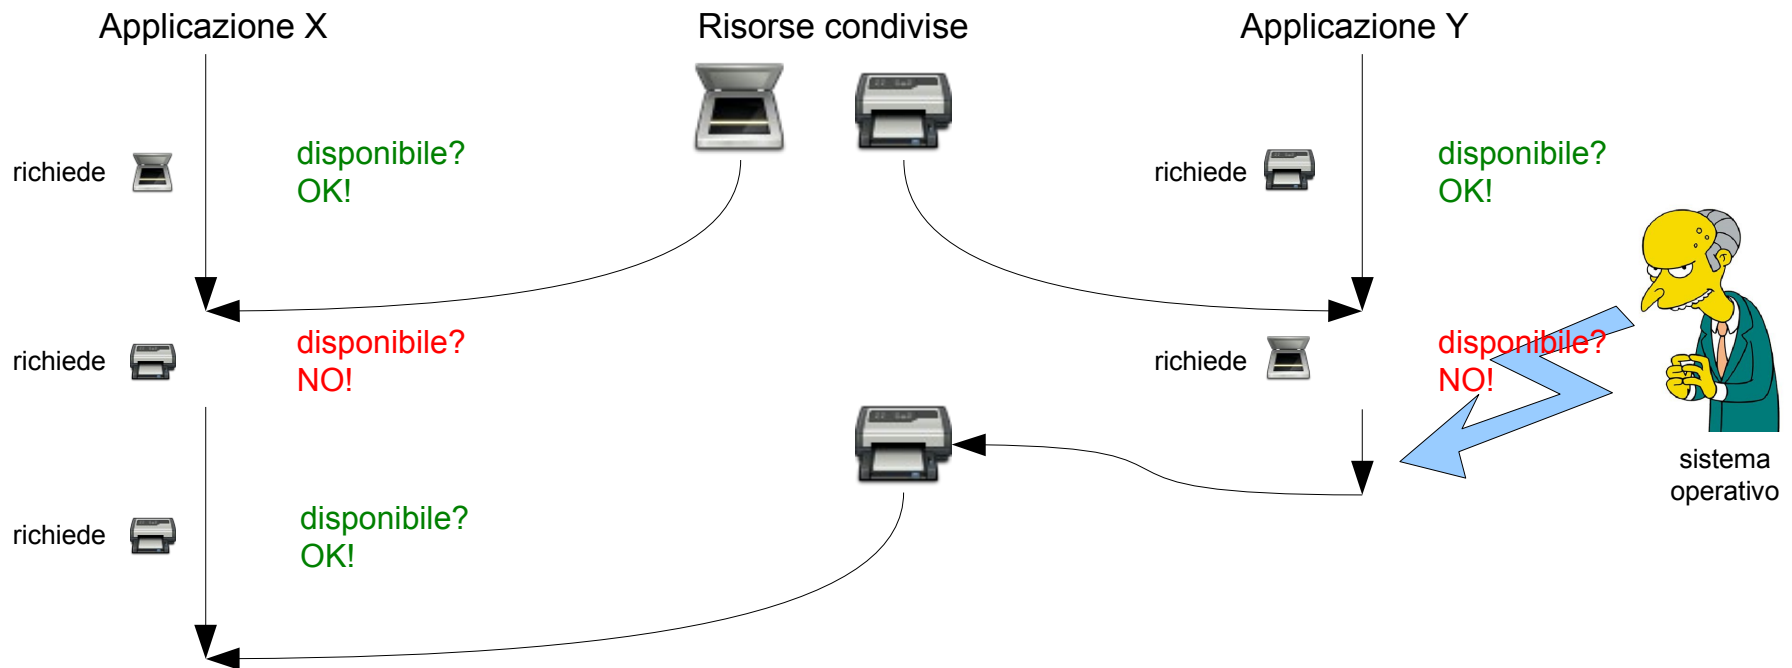 Applicazione X
Risorse condivise
Applicazione Y
richiede
disponibile?
OK!
richiede
disponibile?
OK!
richiede
disponibile?
NO!
richiede
disponibile?
NO!
sistema
operativo
richiede
disponibile?
OK!